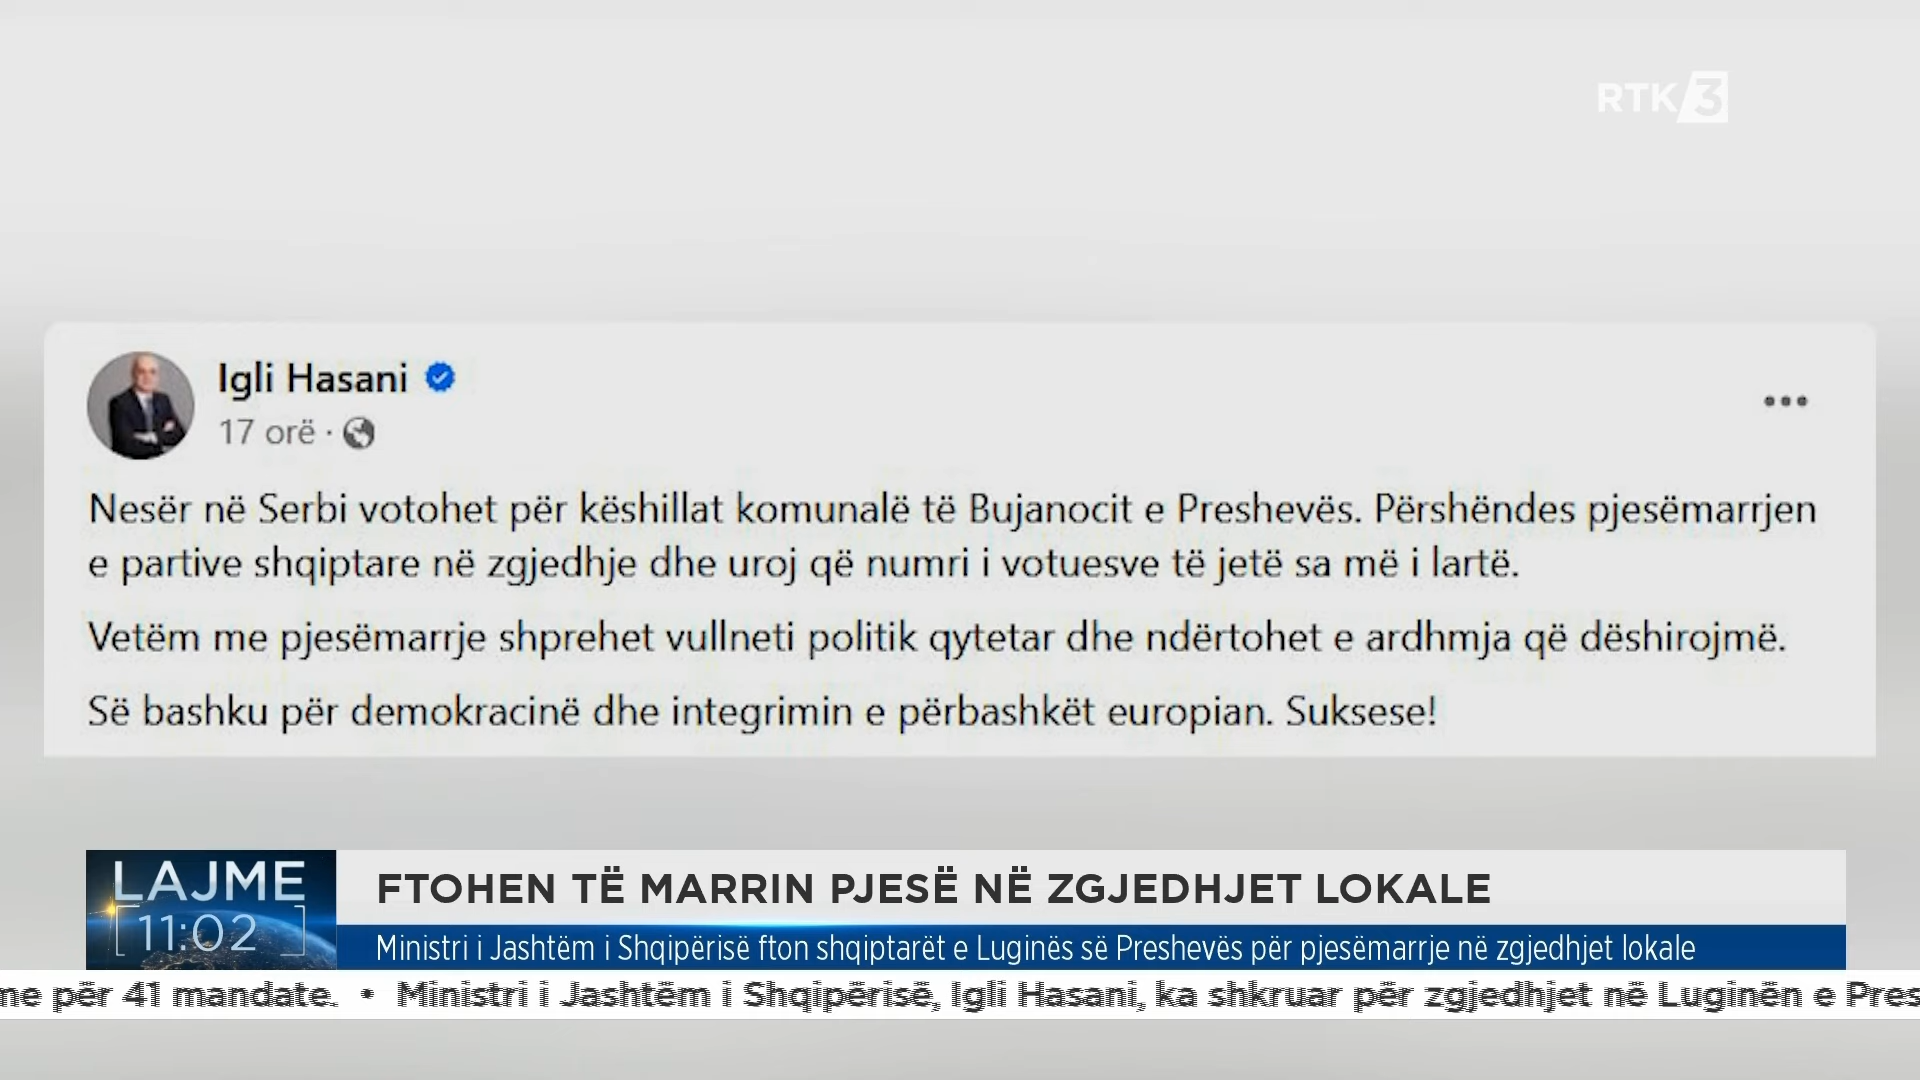 RTK 3
Igli Hasani
17 orë ·
Nesër në Serbi votohet për këshillat komunalë të Bujanocit e Preshevës. Përshëndes pjesëmarrjen
e partive shqiptare në zgjedhje dhe uroj që numri i votuesve të jetë sa më i lartë.
Vetëm me pjesëmarrje shprehet vullneti politik qytetar dhe ndërtohet e ardhmja që dëshirojmë.
Së bashku për demokracinë dhe integrimin e përbashkët europian. Suksese!
LAJME
11:02
FTOHEN TË MARRIN PJESË NË ZGJEDHJET LOKALE
Ministri i Jashtëm i Shqipërisë fton shqiptarët e Luginës së Preshevës për pjesëmarrje në zgjedhjet lokale
me për 41 mandate. • Ministri i Jashtëm i Shqipërisë, Igli Hasani, ka shkruar për zgjedhjet në Luginën e Pres